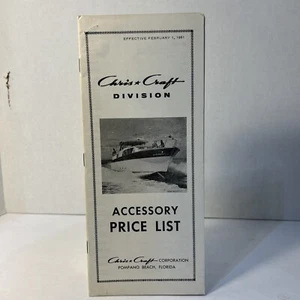 EFFECTIVE FEBRUARY 1, 1961
Chris ★ Craft
DIVISION
ACCESSORY
PRICE LIST
Chris ★ Craft CORPORATION
POMPANO BEACH, FLORIDA